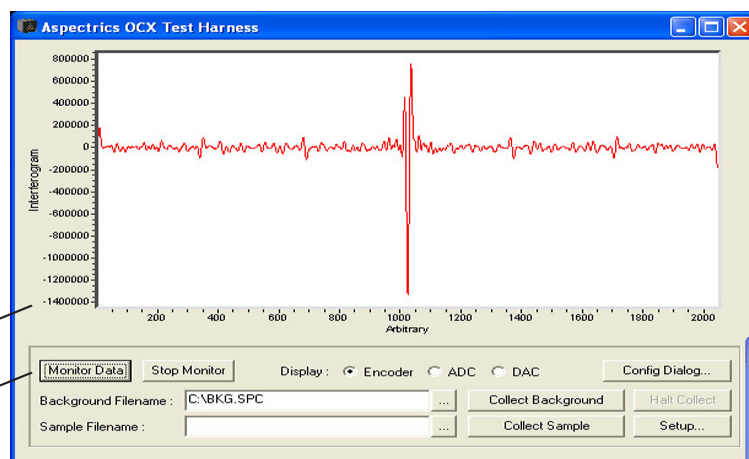 Aspectrics OCX Test Harness
800000
600000
400000
200000
0
-200000
-400000
-600000
-800000
-1000000
-1200000
-1400000
Interferogram
200 400 600 800 1000 1200 1400 1600 1800 2000
Arbitrary
Monitor Data Stop Monitor Display : Encoder ADC DAC Config Dialog...
Background Filename : C:\BKG.SPC ... Collect Background Halt Collect
Sample Filename : ... Collect Sample Setup...